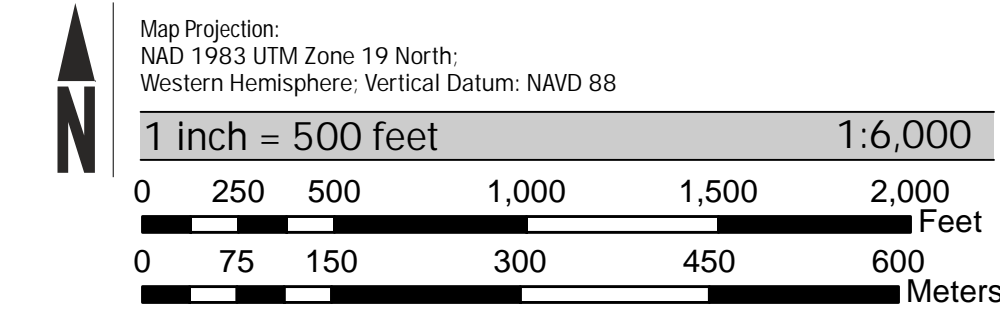 N
Map Projection:
NAD 1983 UTM Zone 19 North;
Western Hemisphere; Vertical Datum: NAVD 88
1 inch = 500 feet 1:6,000
0 250 500 1,000 1,500 2,000
Feet
0 75 150 300 450 600
Meters